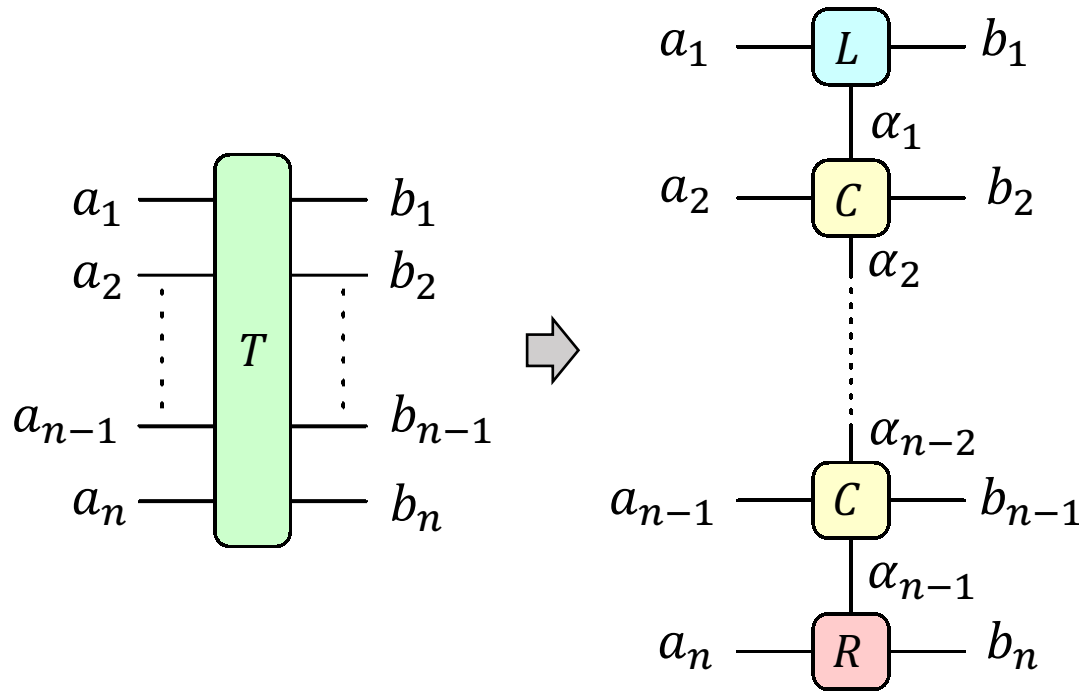 a₁ b₁
a₂ b₂
T
aₙ₋₁ bₙ₋₁
aₙ bₙ
a₁ L b₁
α₁
a₂ C b₂
α₂
αₙ₋₂
aₙ₋₁ C bₙ₋₁
αₙ₋₁
aₙ R bₙ